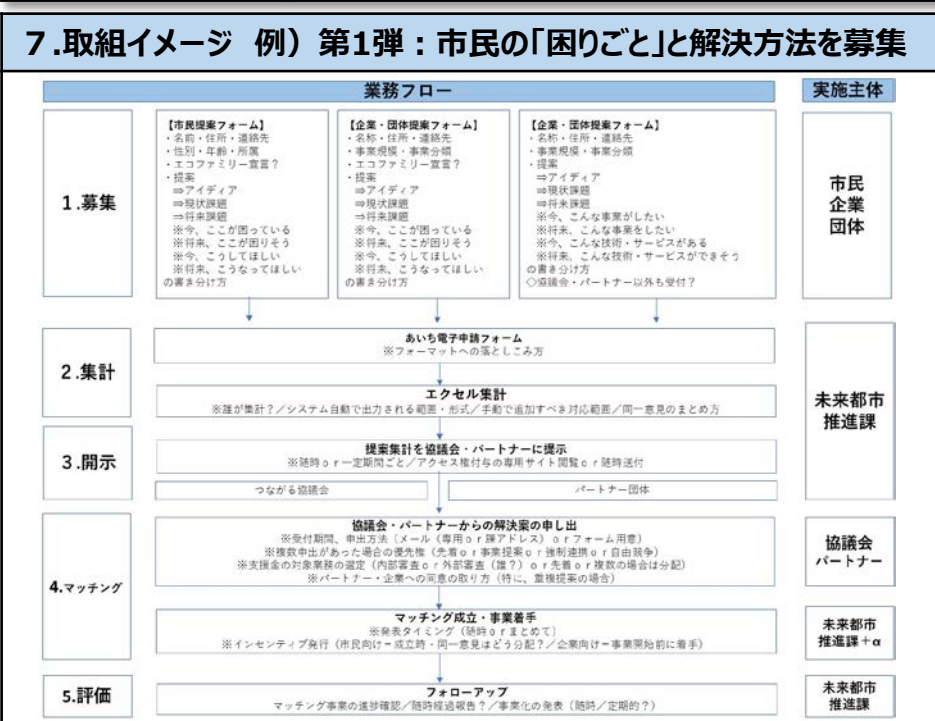 ７.取組イメージ 例）第1弾：市民の「困りごと」と解決方法を募集
業務フロー
実施主体
1.募集
【市民提案フォーム】
・名前・住所・連絡先
・性別・年齢・所属
・エコファミリー宣言？
・提案
⇒アイディア
⇒現状課題
⇒将来課題
※今、ここが困っている
※将来、ここが困りそう
※今、こうしてほしい
※将来、こうなってほしい
の書き分け方
【企業・団体提案フォーム】
・名称・住所・連絡先
・事業規模・事業分類
・エコファミリー宣言？
・提案
⇒アイディア
⇒現状課題
⇒将来課題
※今、ここが困っている
※将来、ここが困りそう
※今、こうしてほしい
※将来、こうなってほしい
の書き分け方
【企業・団体提案フォーム】
・名称・住所・連絡先
・事業規模・事業分類
・提案
⇒アイディア
⇒現状課題
⇒将来課題
※今、こんな事業がしたい
※将来、こんな事業をしたい
※今、こんな技術・サービスがある
※将来、こんな技術・サービスができそう
の書き分け方
◇協議会・パートナー以外も受付？
市民
企業
団体
2.集計
あいち電子申請フォーム
※フォーマットへの落としこみ方
エクセル集計
※誰が集計？／システム自動で出力される範囲・形式／手動で追加すべき対応範囲／同一意見のまとめ方
未来都市
推進課
3.開示
提案集計を協議会・パートナーに提示
※随時ｏｒ一定期間ごと／アクセス権付与の専用サイト閲覧ｏｒ随時送付
つながる協議会
パートナー団体
4.マッチング
協議会・パートナーからの解決案の申し出
※受付期間、申出方法（メール（専用ｏｒ課アドレス）ｏｒフォーム用意）
※複数申出があった場合の優先権（先着ｏｒ事業提案ｏｒ強制連携ｏｒ自由競争）
※支援金の対象業務の選定（内部審査ｏｒ外部審査（誰？）ｏｒ先着ｏｒ複数の場合は分配）
※パートナー・企業への同意の取り方（特に、重複提案の場合）
協議会
パートナー
マッチング成立・事業着手
※発表タイミング（随時ｏｒまとめて）
※インセンティブ発行（市民向け＝成立時・同一意見はどう分配？／企業向け＝事業開始前に着手）
未来都市
推進課＋α
5.評価
フォローアップ
マッチング事業の進捗確認／随時経過報告？／事業化の発表（随時／定期的？）
未来都市
推進課